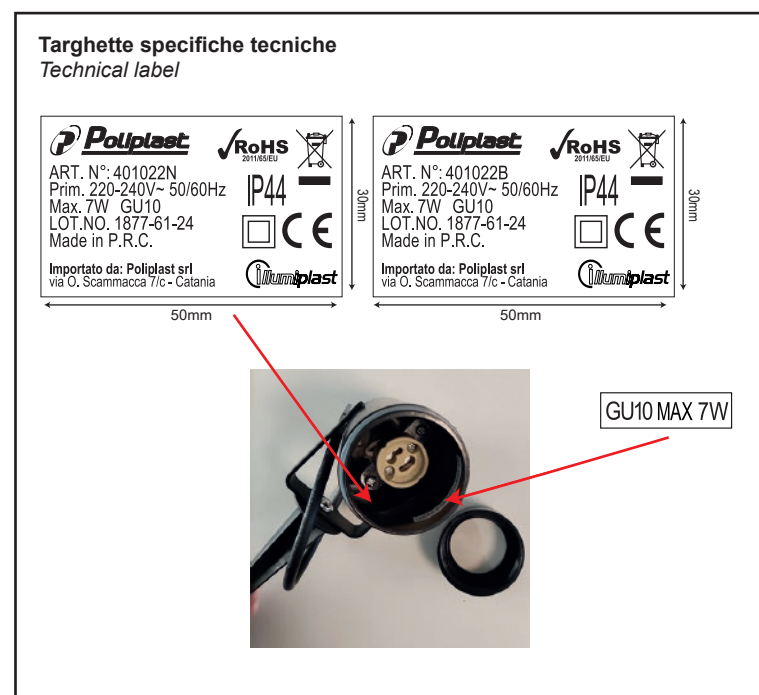 Targhette specifiche tecniche
Technical label
Poliplast
RoHS
2011/65/EU
ART. N°: 401022N
Prim. 220-240V~ 50/60Hz
Max. 7W GU10
LOT.NO. 1877-61-24
Made in P.R.C.
IP44
CE
Importato da: Poliplast srl
via O. Scammacca 7/c - Catania
illumiplast
30mm
50mm
Poliplast
RoHS
2011/65/EU
ART. N°: 401022B
Prim. 220-240V~ 50/60Hz
Max. 7W GU10
LOT.NO. 1877-61-24
Made in P.R.C.
IP44
CE
Importato da: Poliplast srl
via O. Scammacca 7/c - Catania
illumiplast
30mm
50mm
GU10 MAX 7W